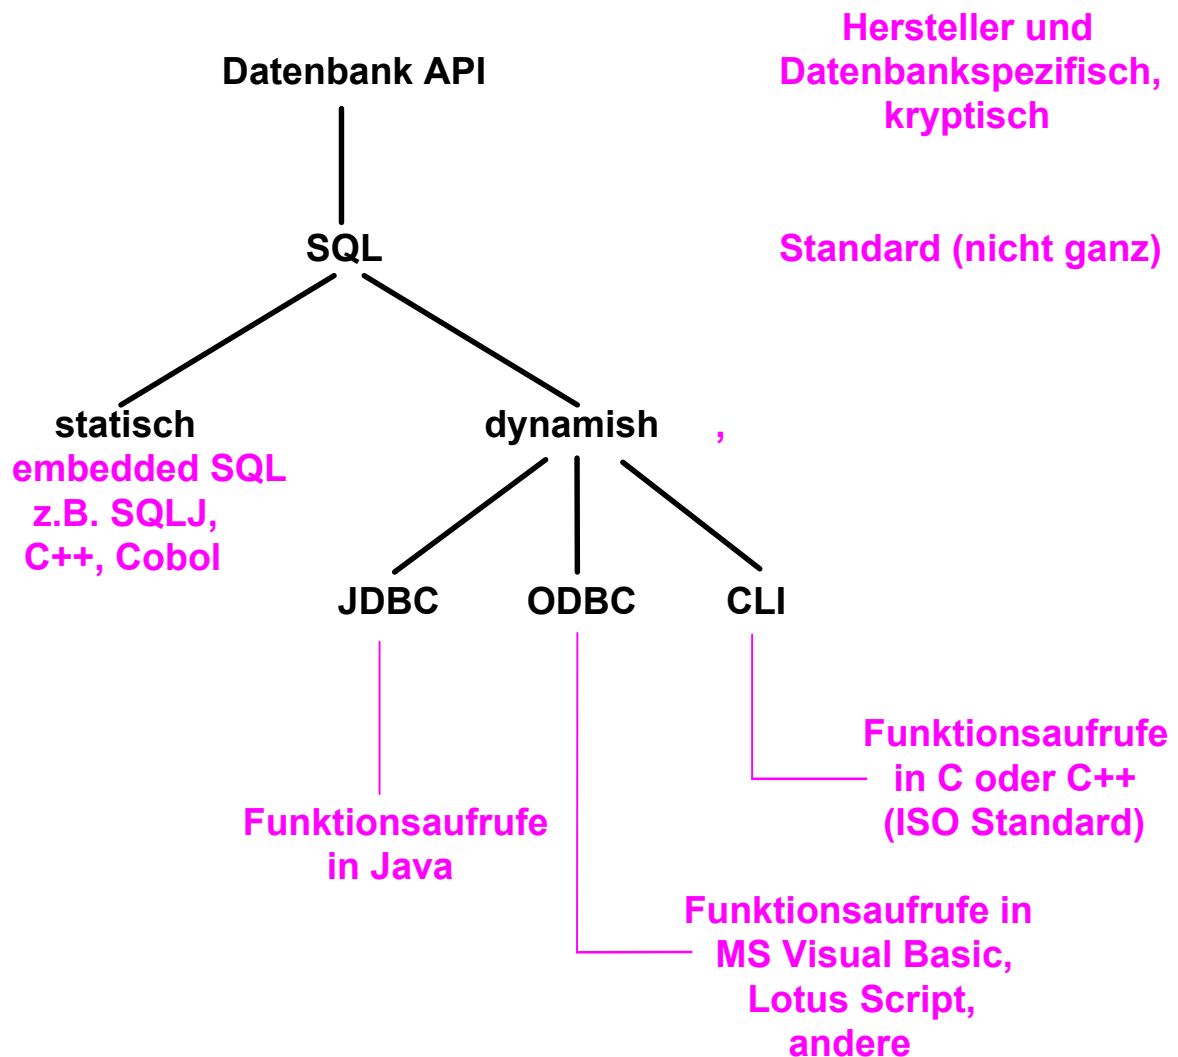 Hersteller und
Datenbank API
Datenbankspezifisch,
kryptisch
SQL
Standard (nicht ganz)
statisch
dynamish
,
embedded SQL
z.B. SQLJ,
C++, Cobol
JDBC
ODBC
CLI
Funktionsaufrufe
in C oder C++
(ISO Standard)
Funktionsaufrufe
in Java
Funktionsaufrufe in
MS Visual Basic,
Lotus Script,
andere